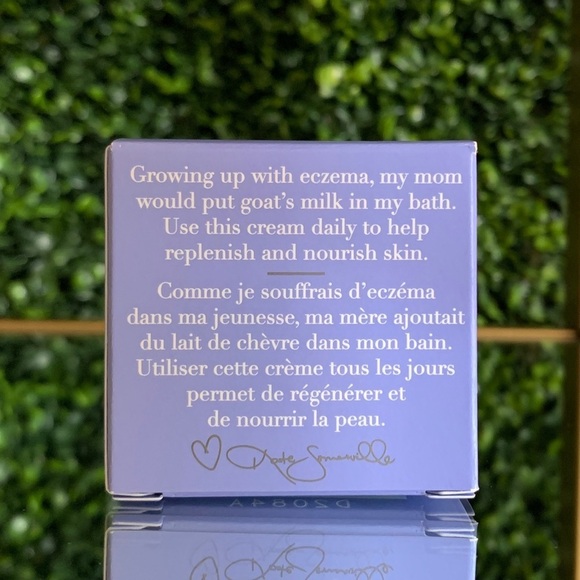 Growing up with eczema, my mom
would put goat's milk in my bath.
Use this cream daily to help
replenish and nourish skin.
Comme je souffrais d'eczéma
dans ma jeunesse, ma mère ajoutait
du lait de chèvre dans mon bain.
Utiliser cette crème tous les jours
permet de régénérer et
de nourrir la peau.
Kate Somerville